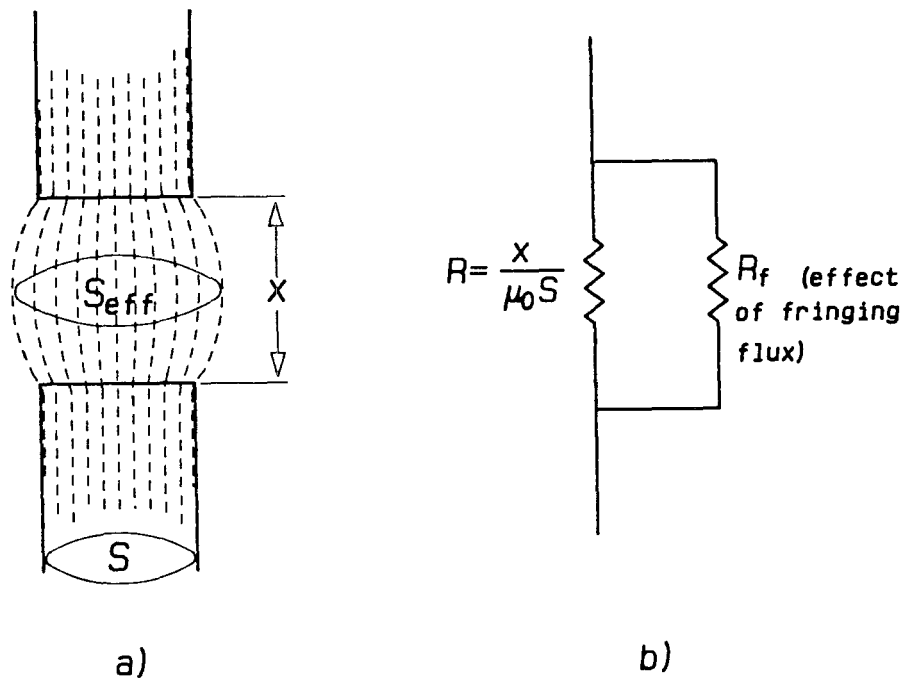 S_eff
x
S
a)
R = x / μ₀S
R_f (effect
of fringing
flux)
b)